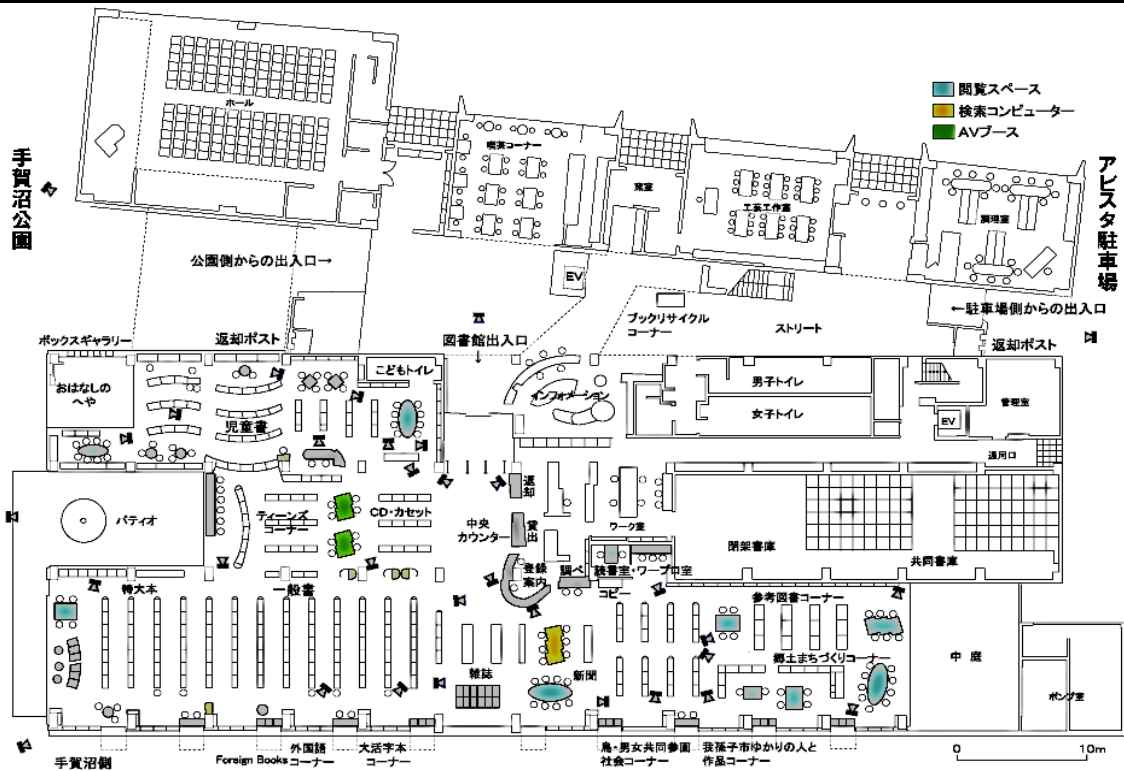 閲覧スペース
検索コンピューター
AVブース
ホール
喫茶コーナー
窯室
工芸工作室
調理室
手賀沼公園
アビスタ駐車場
公園側からの出入口→
EV
ブックリサイクル
コーナー
ストリート
←駐車場側からの出入口
ボックスギャラリー
返却ポスト
図書館出入口
↓
返却ポスト
おはなしの
へや
こどもトイレ
インフォメーション
男子トイレ
女子トイレ
EV
管理室
児童書
通用口
パティオ
ティーンズ
コーナー
CD・カセット
中央
カウンター
返却
貸出
ワーク室
閉架書庫
共同書庫
登録
案内
調べ
読書室・ワープロ室
コピー
特大本
一般書
参考図書コーナー
郷土まちづくりコーナー
中庭
ポンプ室
雑誌
新聞
手賀沼側
Foreign Books
外国語
コーナー
大活字本
コーナー
鳥・男女共同参画
社会コーナー
我孫子市ゆかりの人と
作品コーナー
0 10m